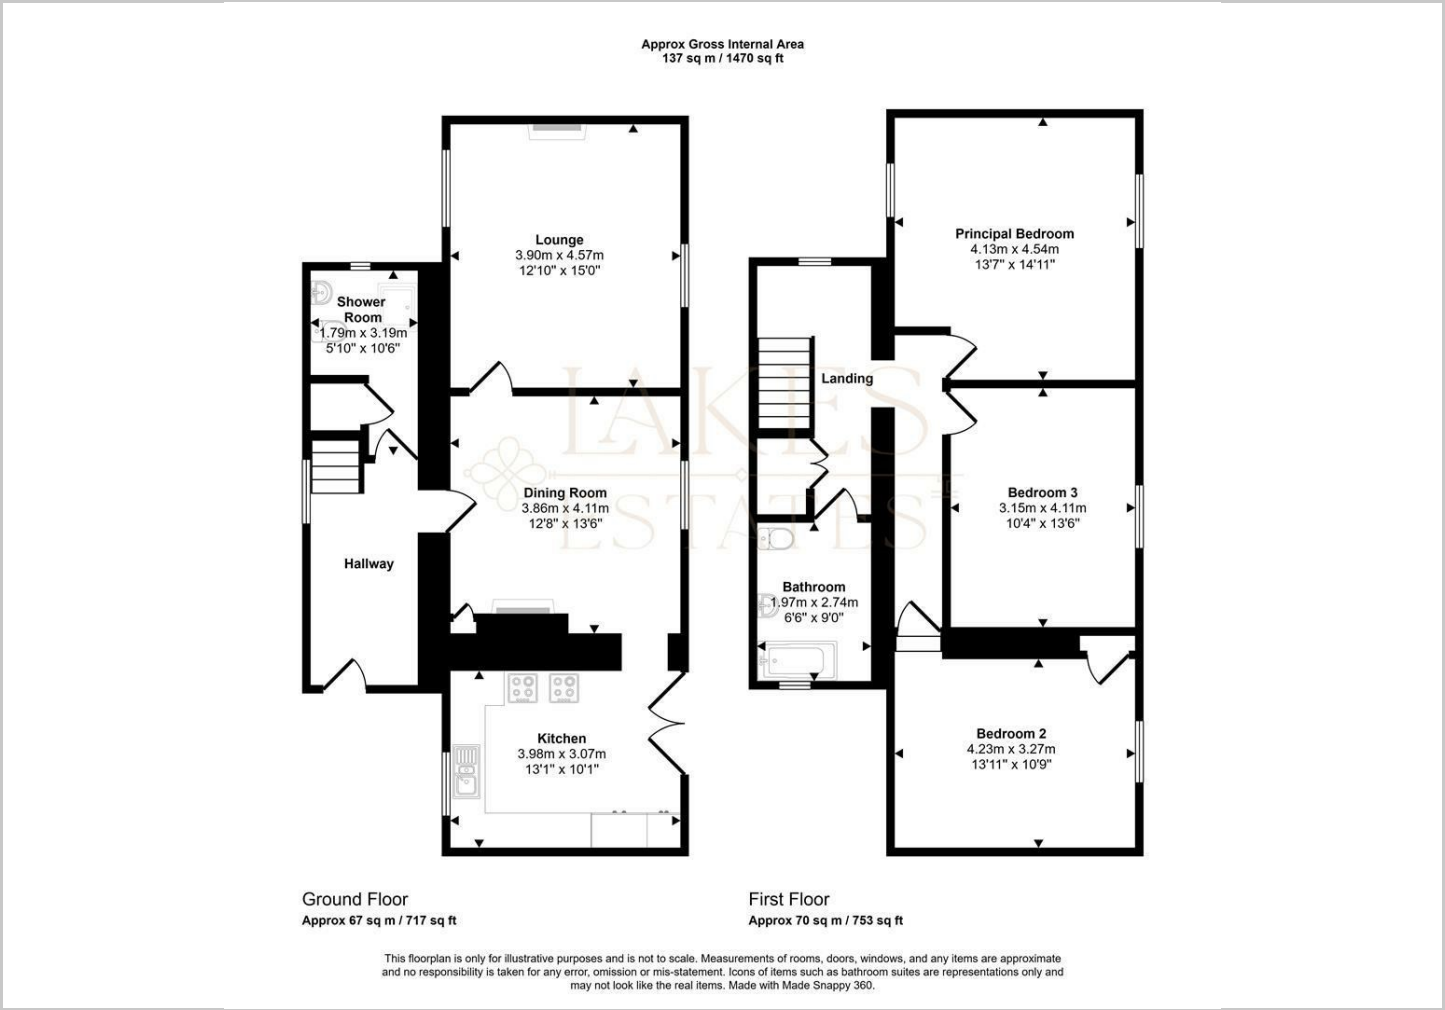 Approx Gross Internal Area
137 sq m / 1470 sq ft
Lounge
3.90m x 4.57m
12'10" x 15'0"
Shower
Room
1.79m x 3.19m
5'10" x 10'6"
Dining Room
3.86m x 4.11m
12'8" x 13'6"
Hallway
Kitchen
3.98m x 3.07m
13'1" x 10'1"
Principal Bedroom
4.13m x 4.54m
13'7" x 14'11"
Landing
Bedroom 3
3.15m x 4.11m
10'4" x 13'6"
Bathroom
1.97m x 2.74m
6'6" x 9'0"
Bedroom 2
4.23m x 3.27m
13'11" x 10'9"
LAKES
ESTATES
Ground Floor
Approx 67 sq m / 717 sq ft
First Floor
Approx 70 sq m / 753 sq ft
This floorplan is only for illustrative purposes and is not to scale. Measurements of rooms, doors, windows, and any items are approximate
and no responsibility is taken for any error, omission or mis-statement. Icons of items such as bathroom suites are representations only and
may not look like the real items. Made with Made Snappy 360.